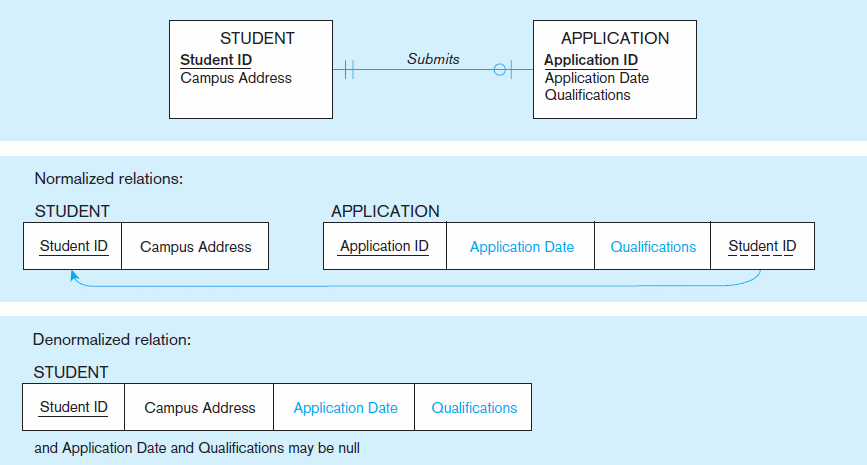 STUDENT
Student ID
Campus Address
Submits
APPLICATION
Application ID
Application Date
Qualifications
Normalized relations:
STUDENT
Student ID Campus Address
APPLICATION
Application ID Application Date Qualifications Student ID
Denormalized relation:
STUDENT
Student ID Campus Address Application Date Qualifications
and Application Date and Qualifications may be null